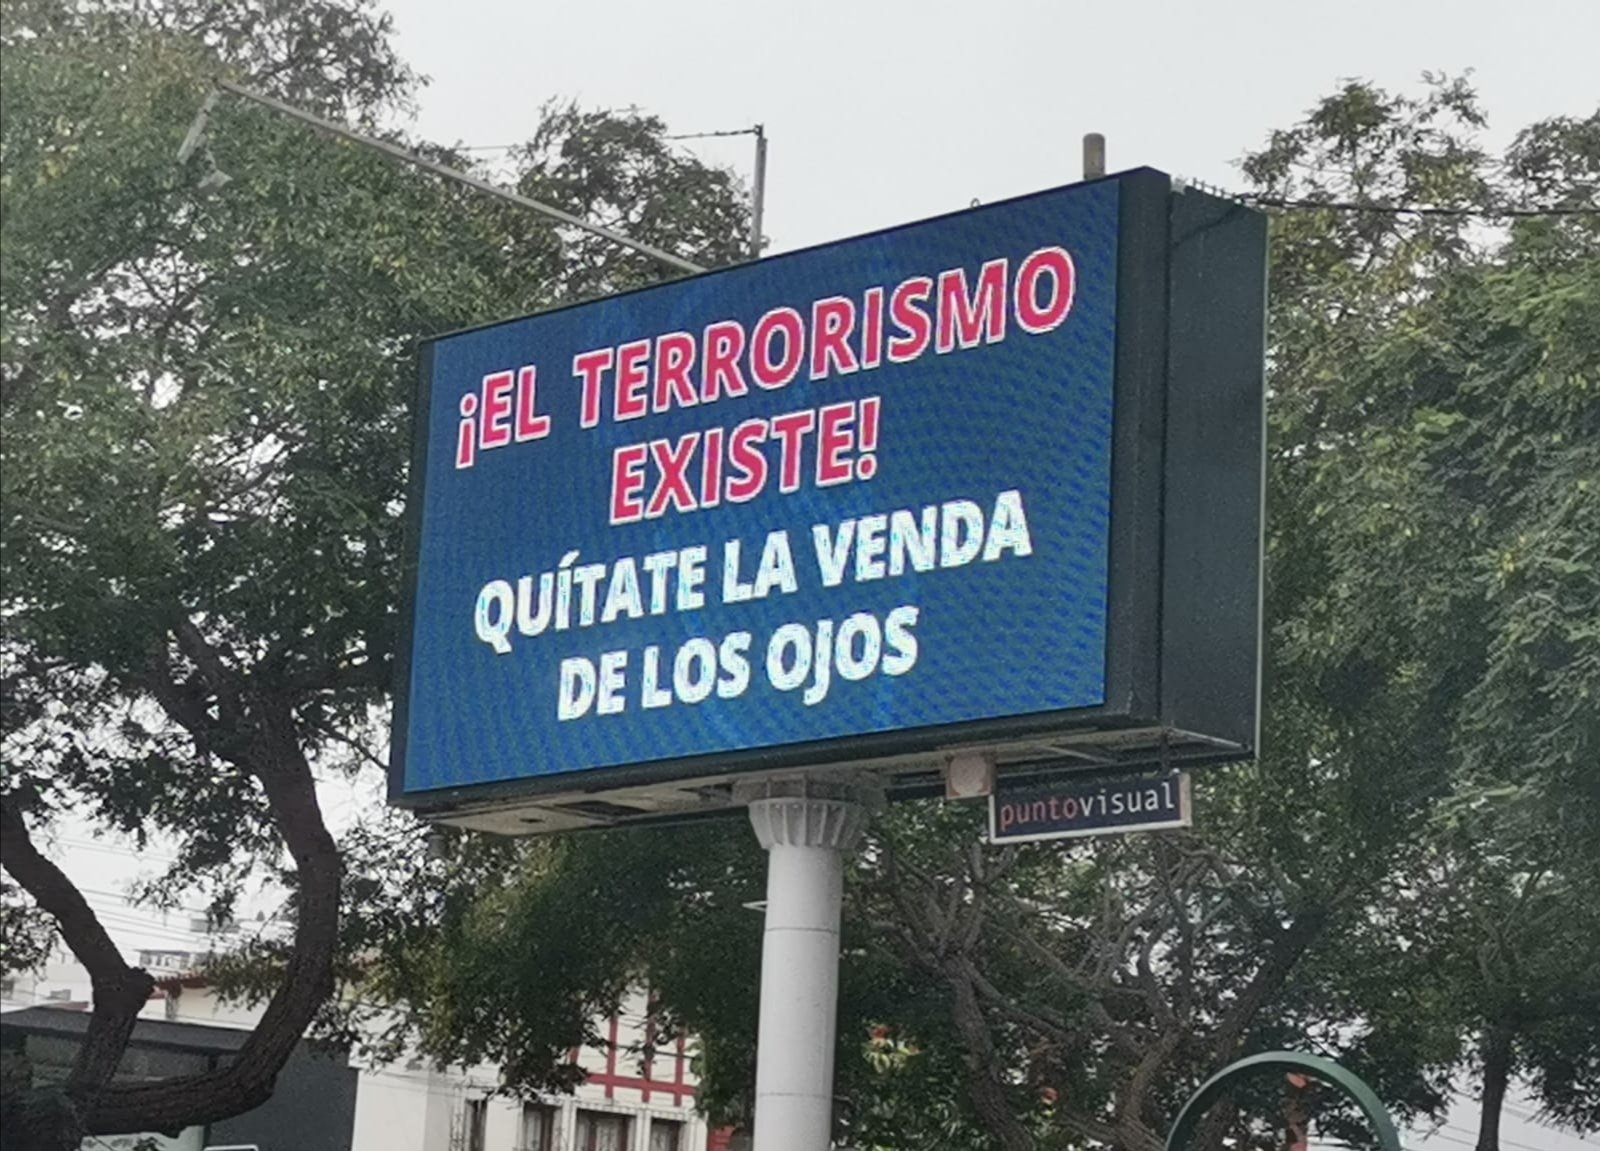 ¡EL TERRORISMO
EXISTE!
QUÍTATE LA VENDA
DE LOS OJOS
puntovisual